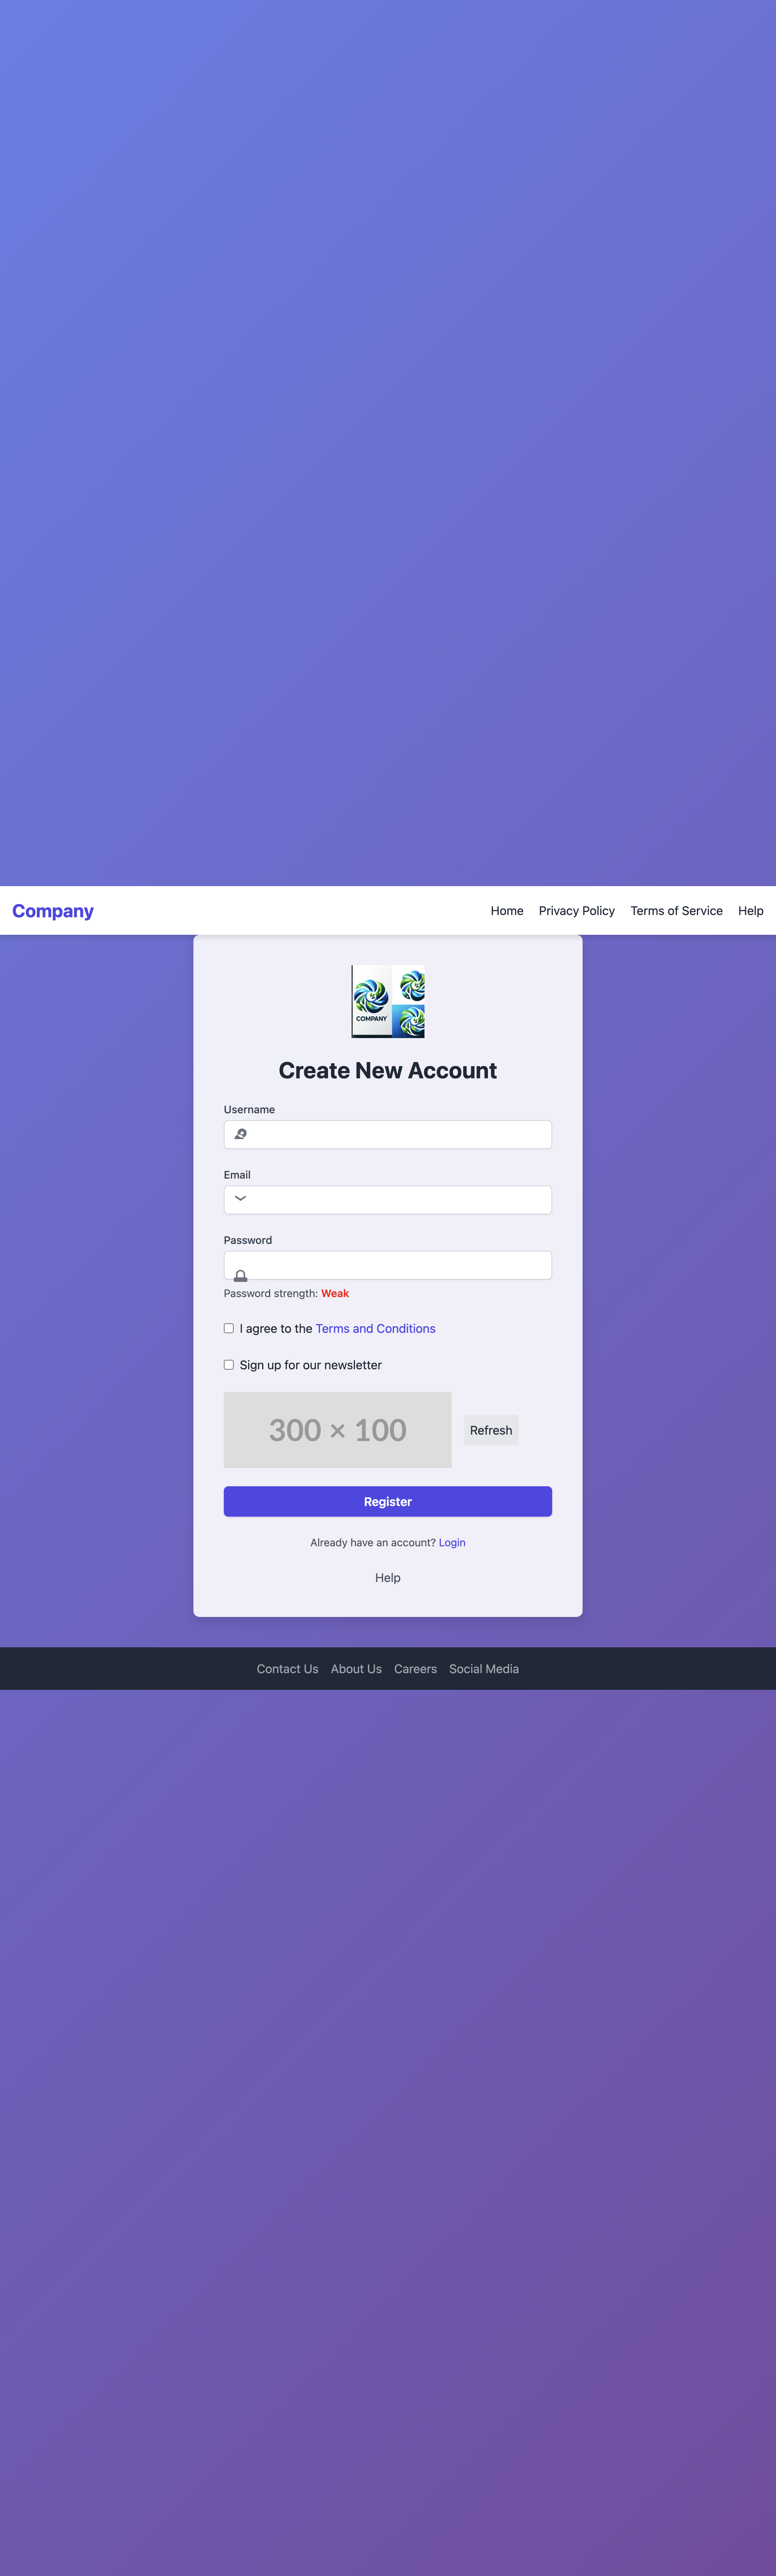 Company
Home Privacy Policy Terms of Service Help
COMPANY
Create New Account
Username
Email
Password
Password strength: Weak
I agree to the Terms and Conditions
Sign up for our newsletter
300 × 100
Refresh
Register
Already have an account? Login
Help
Contact Us About Us Careers Social Media